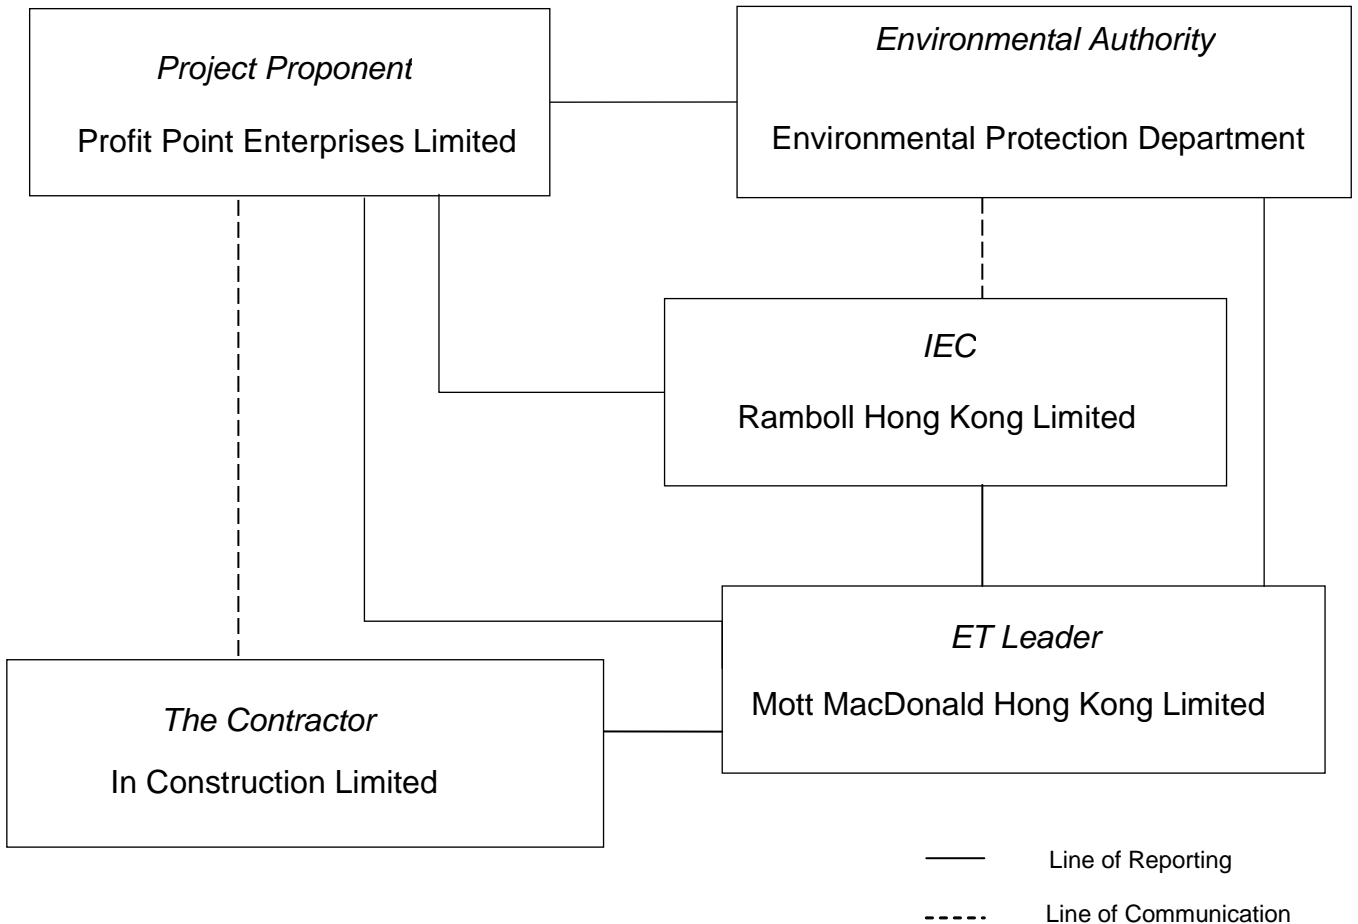 Project Proponent
Profit Point Enterprises Limited
Environmental Authority
Environmental Protection Department
IEC
Ramboll Hong Kong Limited
ET Leader
Mott MacDonald Hong Kong Limited
The Contractor
In Construction Limited
Line of Reporting
Line of Communication